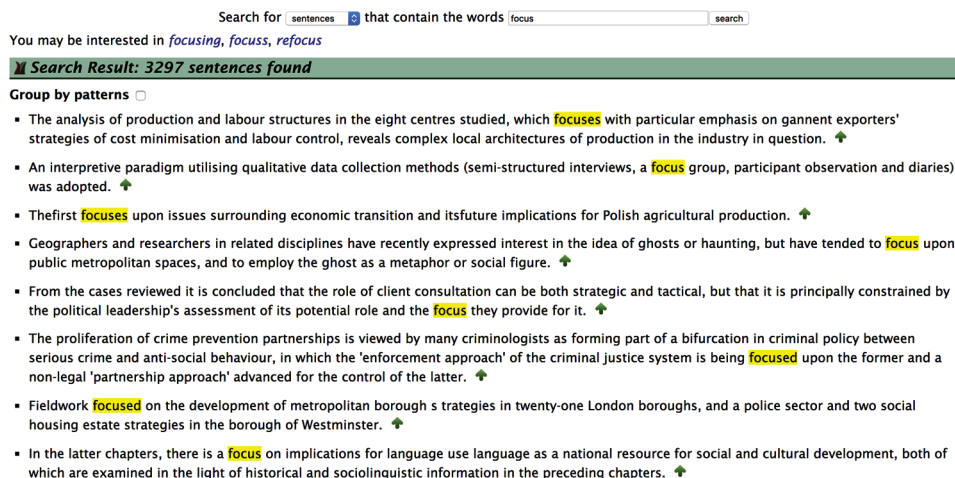 Search for sentences that contain the words focus search
You may be interested in focusing, focuss, refocus
Search Result: 3297 sentences found
Group by patterns
The analysis of production and labour structures in the eight centres studied, which focuses with particular emphasis on gannent exporters'
strategies of cost minimisation and labour control, reveals complex local architectures of production in the industry in question.
An interpretive paradigm utilising qualitative data collection methods (semi-structured interviews, a focus group, participant observation and diaries)
was adopted.
Thefirst focuses upon issues surrounding economic transition and itsfuture implications for Polish agricultural production.
Geographers and researchers in related disciplines have recently expressed interest in the idea of ghosts or haunting, but have tended to focus upon
public metropolitan spaces, and to employ the ghost as a metaphor or social figure.
From the cases reviewed it is concluded that the role of client consultation can be both strategic and tactical, but that it is principally constrained by
the political leadership's assessment of its potential role and the focus they provide for it.
The proliferation of crime prevention partnerships is viewed by many criminologists as forming part of a bifurcation in criminal policy between
serious crime and anti-social behaviour, in which the 'enforcement approach' of the criminal justice system is being focused upon the former and a
non-legal 'partnership approach' advanced for the control of the latter.
Fieldwork focused on the development of metropolitan borough s trategies in twenty-one London boroughs, and a police sector and two social
housing estate strategies in the borough of Westminster.
In the latter chapters, there is a focus on implications for language use language as a national resource for social and cultural development, both of
which are examined in the light of historical and sociolinguistic information in the preceding chapters.